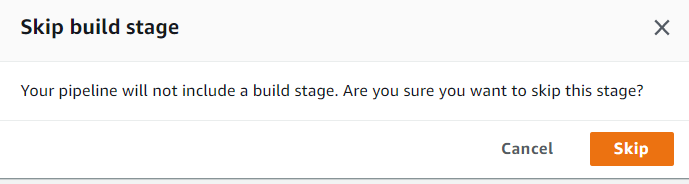 Skip build stage
Your pipeline will not include a build stage. Are you sure you want to skip this stage?
Cancel
Skip